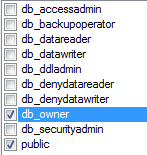 db_accessadmin
db_backupoperator
db_datareader
db_datawriter
db_ddladmin
db_denydatareader
db_denydatawriter
db_owner
db_securityadmin
public